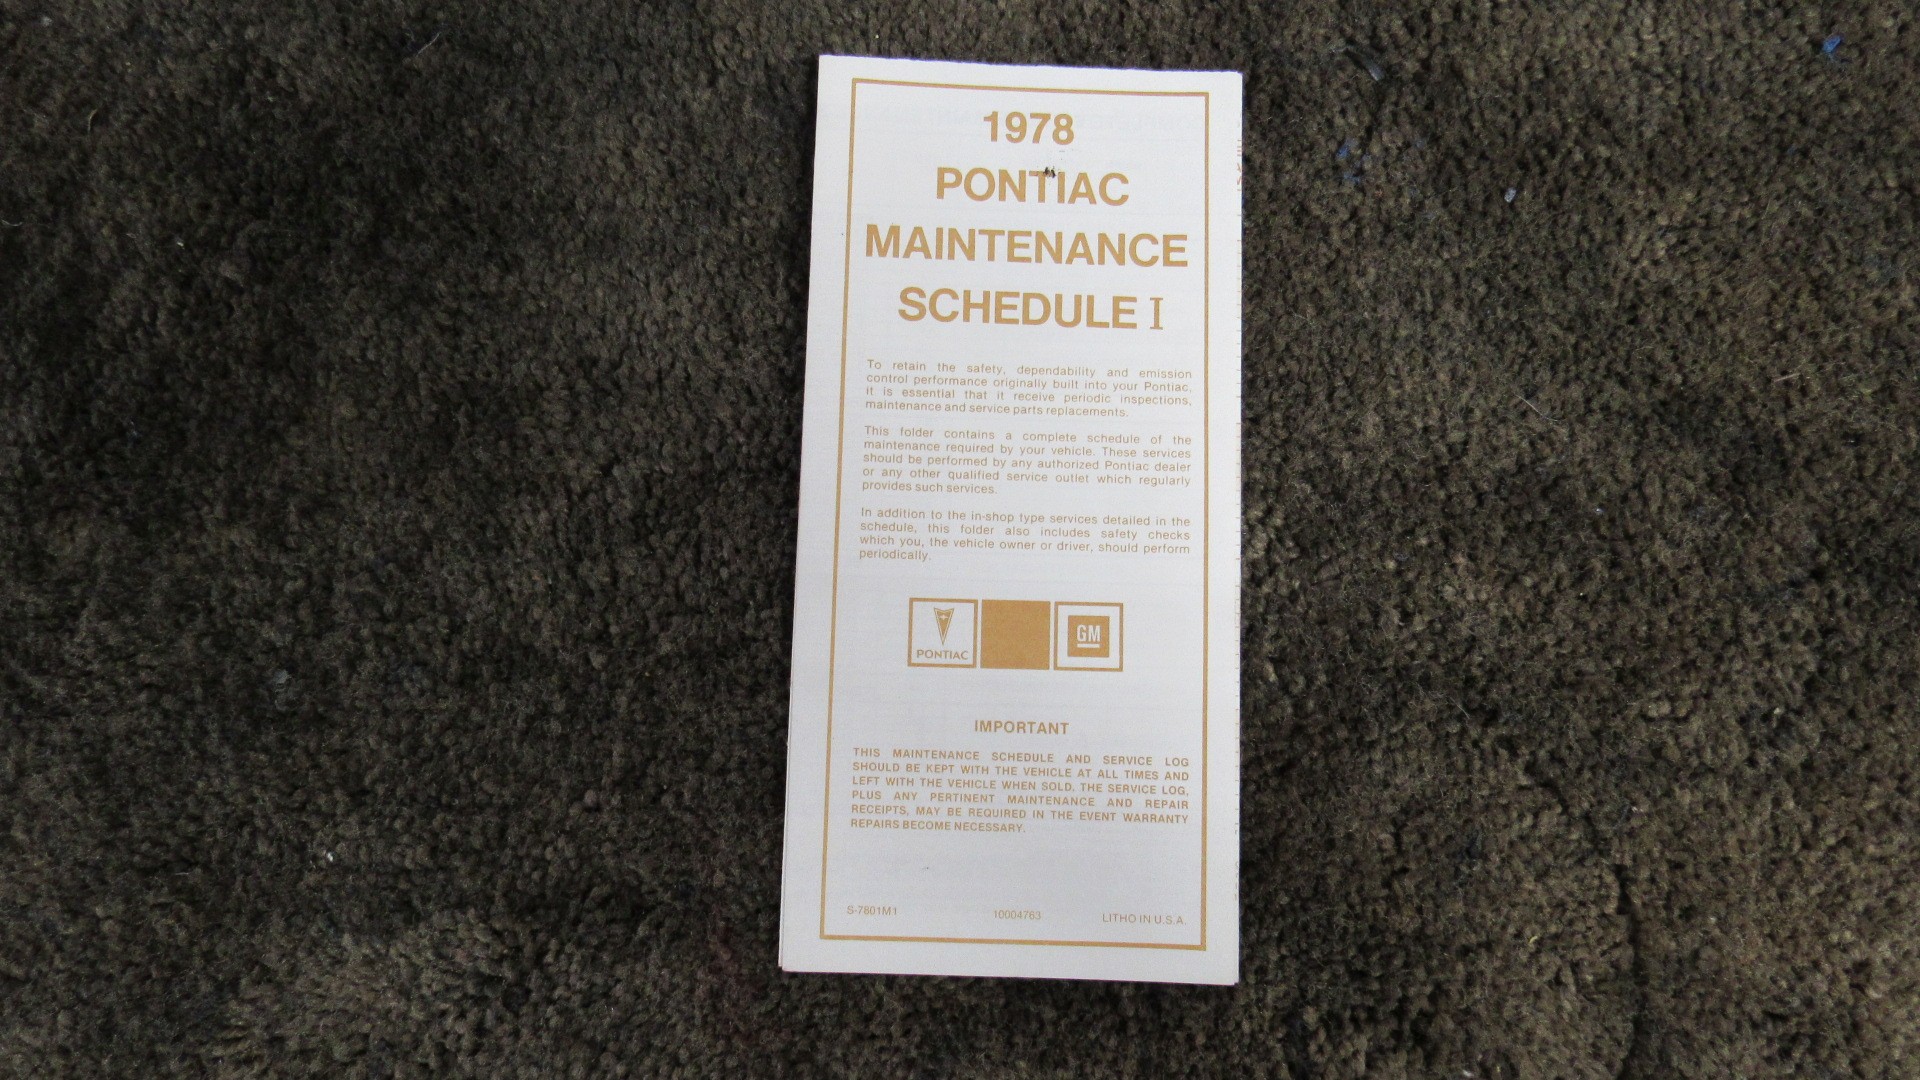 1978
PONTIAC
MAINTENANCE
SCHEDULE I
To retain the safety, dependability and emission
control performance originally built into your Pontiac,
it is essential that it receive periodic inspections,
maintenance and service parts replacements.
This folder contains a complete schedule of the
maintenance required by your vehicle. These services
should be performed by any authorized Pontiac dealer
or any other qualified service outlet which regularly
provides such services.
In addition to the in-shop type services detailed in the
schedule, this folder also includes safety checks
which you, the vehicle owner or driver, should perform
periodically.
PONTIAC GM
IMPORTANT
THIS MAINTENANCE SCHEDULE AND SERVICE LOG
SHOULD BE KEPT WITH THE VEHICLE AT ALL TIMES AND
LEFT WITH THE VEHICLE WHEN SOLD. THE SERVICE LOG,
PLUS ANY PERTINENT MAINTENANCE AND REPAIR
RECEIPTS, MAY BE REQUIRED IN THE EVENT WARRANTY
REPAIRS BECOME NECESSARY.
S-7801M1 10004763 LITHO IN U.S.A.